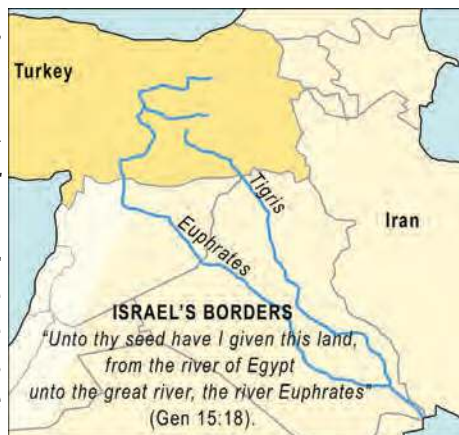 Turkey
Tigris
Iran
Euphrates
ISRAEL'S BORDERS
"Unto thy seed have I given this land,
from the river of Egypt
unto the great river, the river Euphrates"
(Gen 15:18).